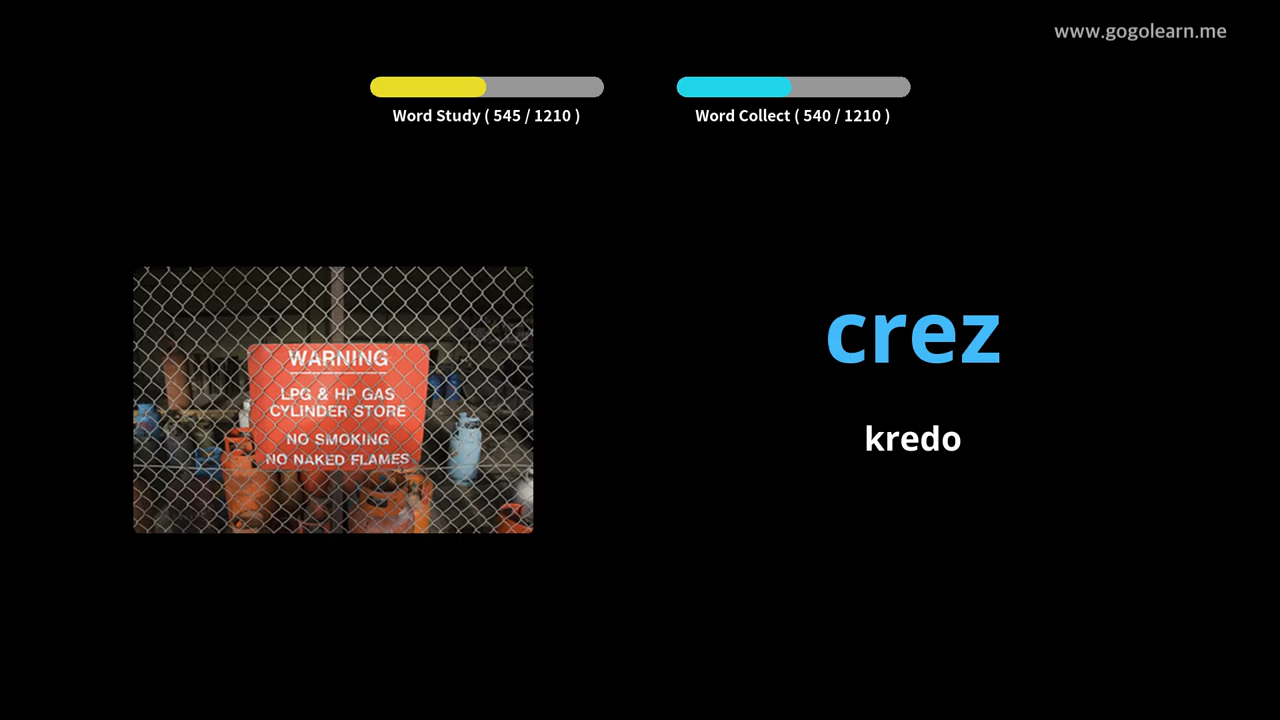 www.gogolearn.me
Word Study ( 545 / 1210 )
Word Collect ( 540 / 1210 )
WARNING
LPG & HP GAS
CYLINDER STORE
NO SMOKING
NO NAKED FLAMES
crez
kredo